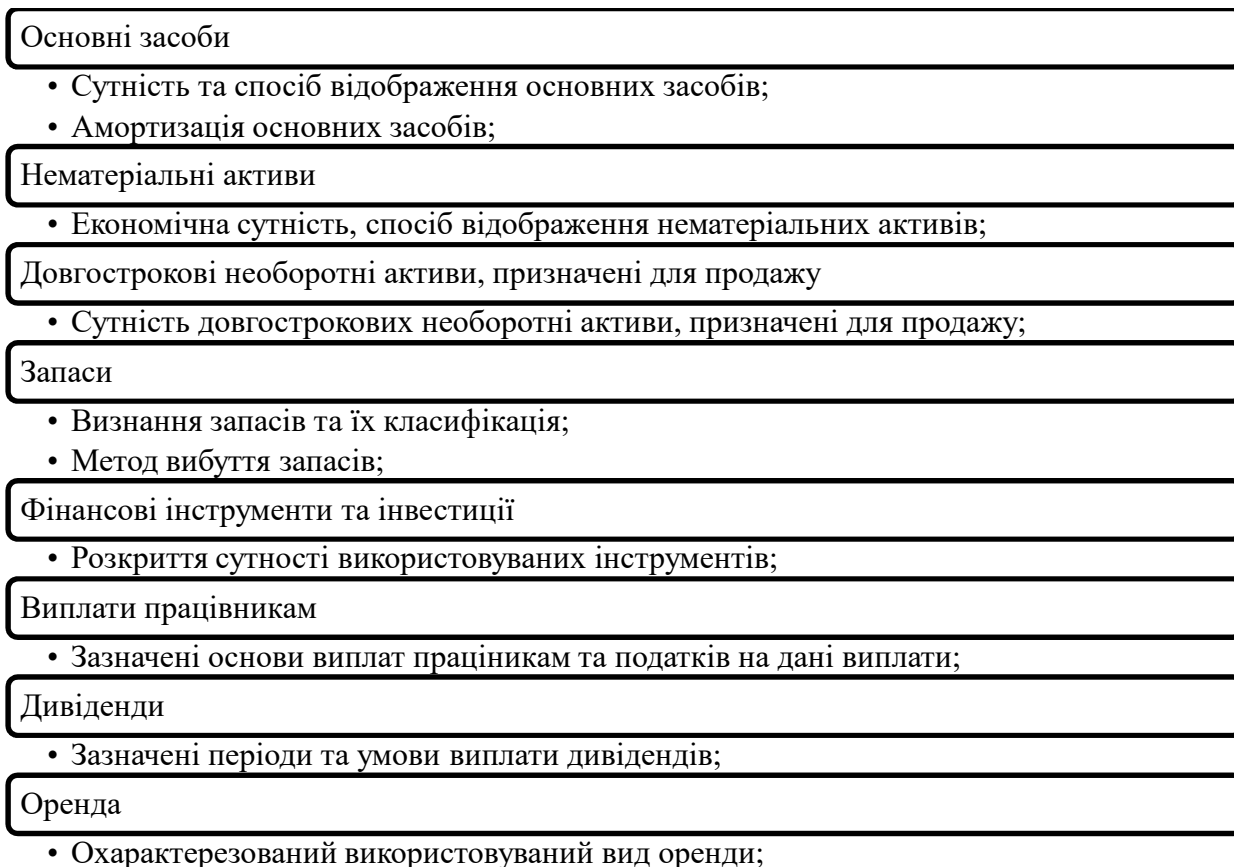 Основні засоби
• Сутність та спосіб відображення основних засобів;
• Амортизація основних засобів;
Нематеріальні активи
• Економічна сутність, спосіб відображення нематеріальних активів;
Довгострокові необоротні активи, призначені для продажу
• Сутність довгострокових необоротні активи, призначені для продажу;
Запаси
• Визнання запасів та їх класифікація;
• Метод вибуття запасів;
Фінансові інструменти та інвестиції
• Розкриття сутності використовуваних інструментів;
Виплати працівникам
• Зазначені основи виплат праціникам та податків на дані виплати;
Дивіденди
• Зазначені періоди та умови виплати дивідендів;
Оренда
• Охарактерезований використовуваний вид оренди;